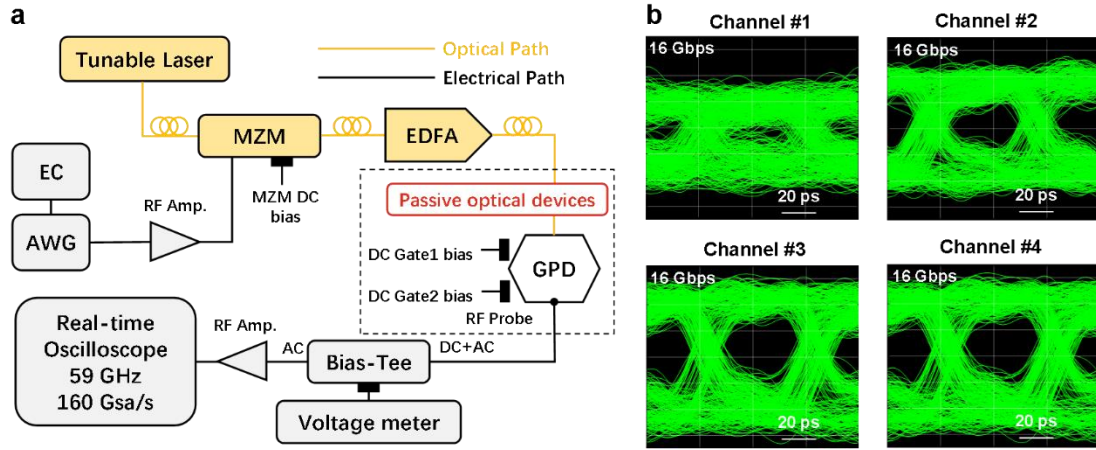 a
Tunable Laser
Optical Path
Electrical Path
MZM
EDFA
EC
MZM DC
bias
RF Amp.
AWG
Passive optical devices
DC Gate1 bias
GPD
DC Gate2 bias
RF Probe
Real-time
Oscilloscope
59 GHz
160 Gsa/s
RF Amp.
AC
Bias-Tee
DC+AC
Voltage meter
b
Channel #1
16 Gbps
20 ps
Channel #2
16 Gbps
20 ps
Channel #3
16 Gbps
20 ps
Channel #4
16 Gbps
20 ps